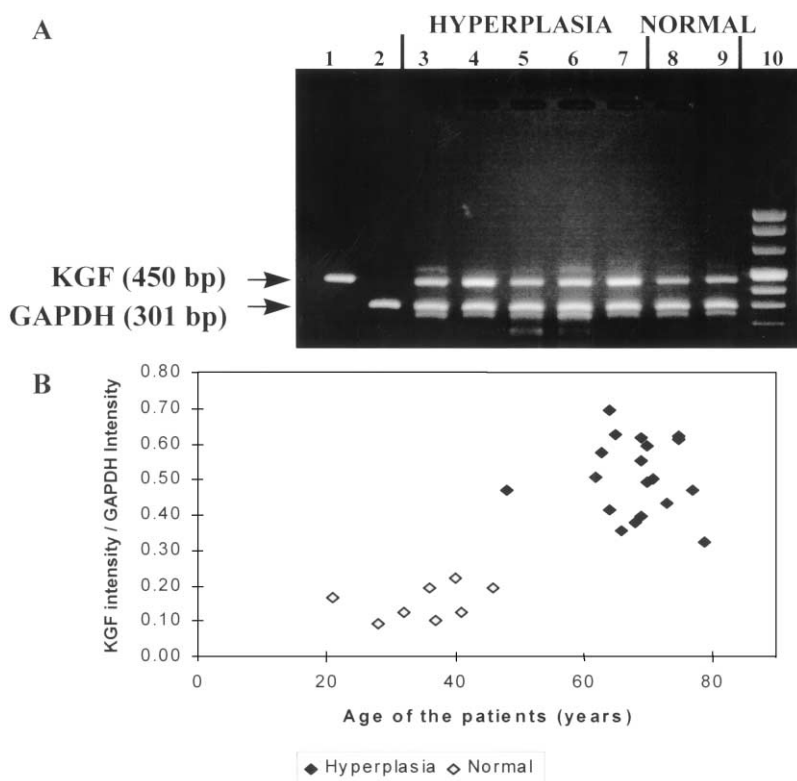 A
HYPERPLASIA NORMAL
1 2 3 4 5 6 7 8 9 10
KGF (450 bp)
GAPDH (301 bp)
B
KGF intensity / GAPDH Intensity
0.80
0.70
0.60
0.50
0.40
0.30
0.20
0.10
0.00
0 20 40 60 80
Age of the patients (years)
Hyperplasia Normal